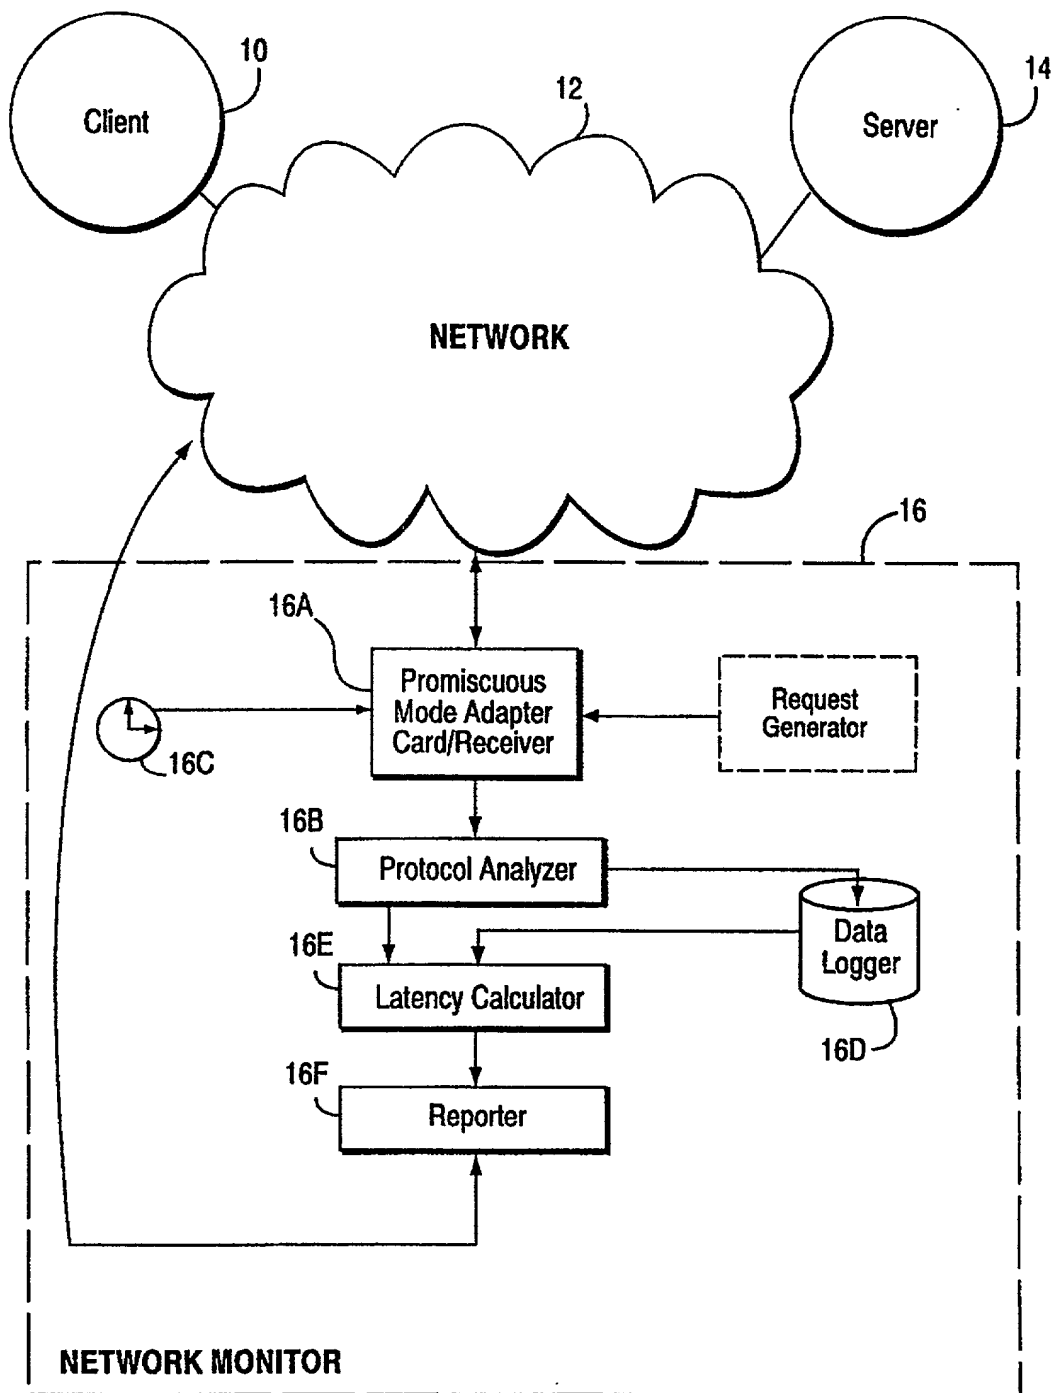 10
Client
12
14
Server
NETWORK
16
16A
Promiscuous
Mode Adapter
Card/Receiver
Request
Generator
16C
16B
Protocol Analyzer
Data
Logger
16E
Latency Calculator
16D
16F
Reporter
NETWORK MONITOR